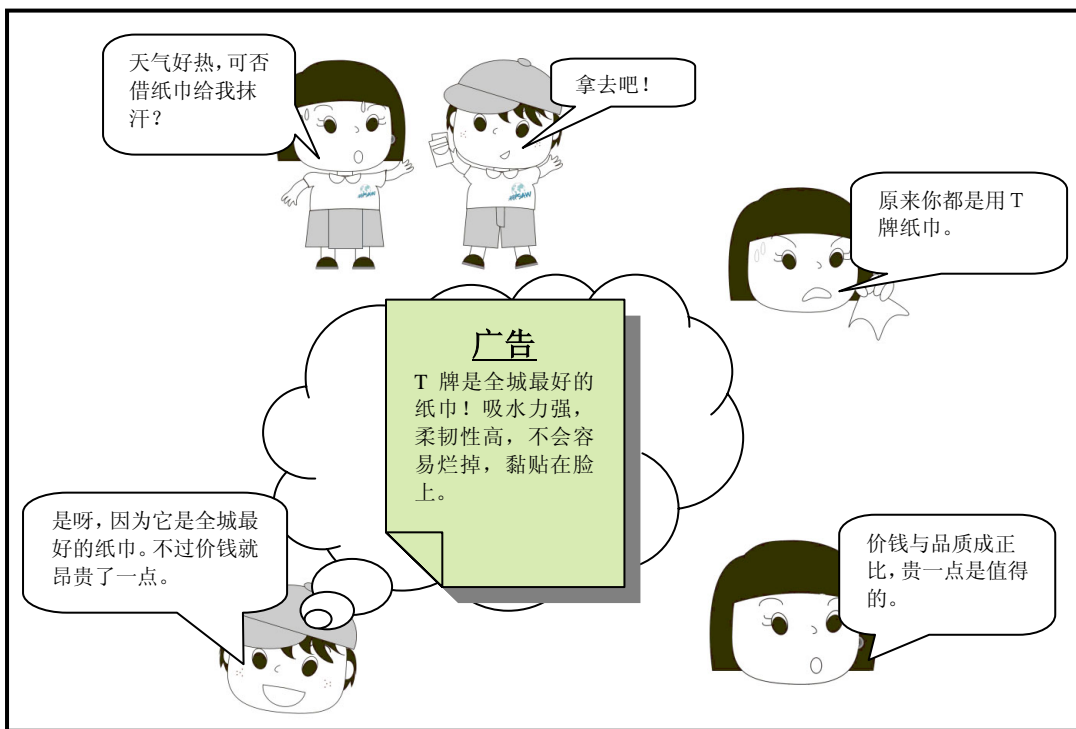 天气好热，可否
借纸巾给我抹
汗？
拿去吧！
原来你都是用 T
牌纸巾。
广告
T 牌是全城最好的
纸巾！吸水力强，
柔韧性高，不会容
易烂掉，黏贴在脸
上。
是呀，因为它是全城最
好的纸巾。不过价钱就
昂贵了一点。
价钱与品质成正
比，贵一点是值得
的。